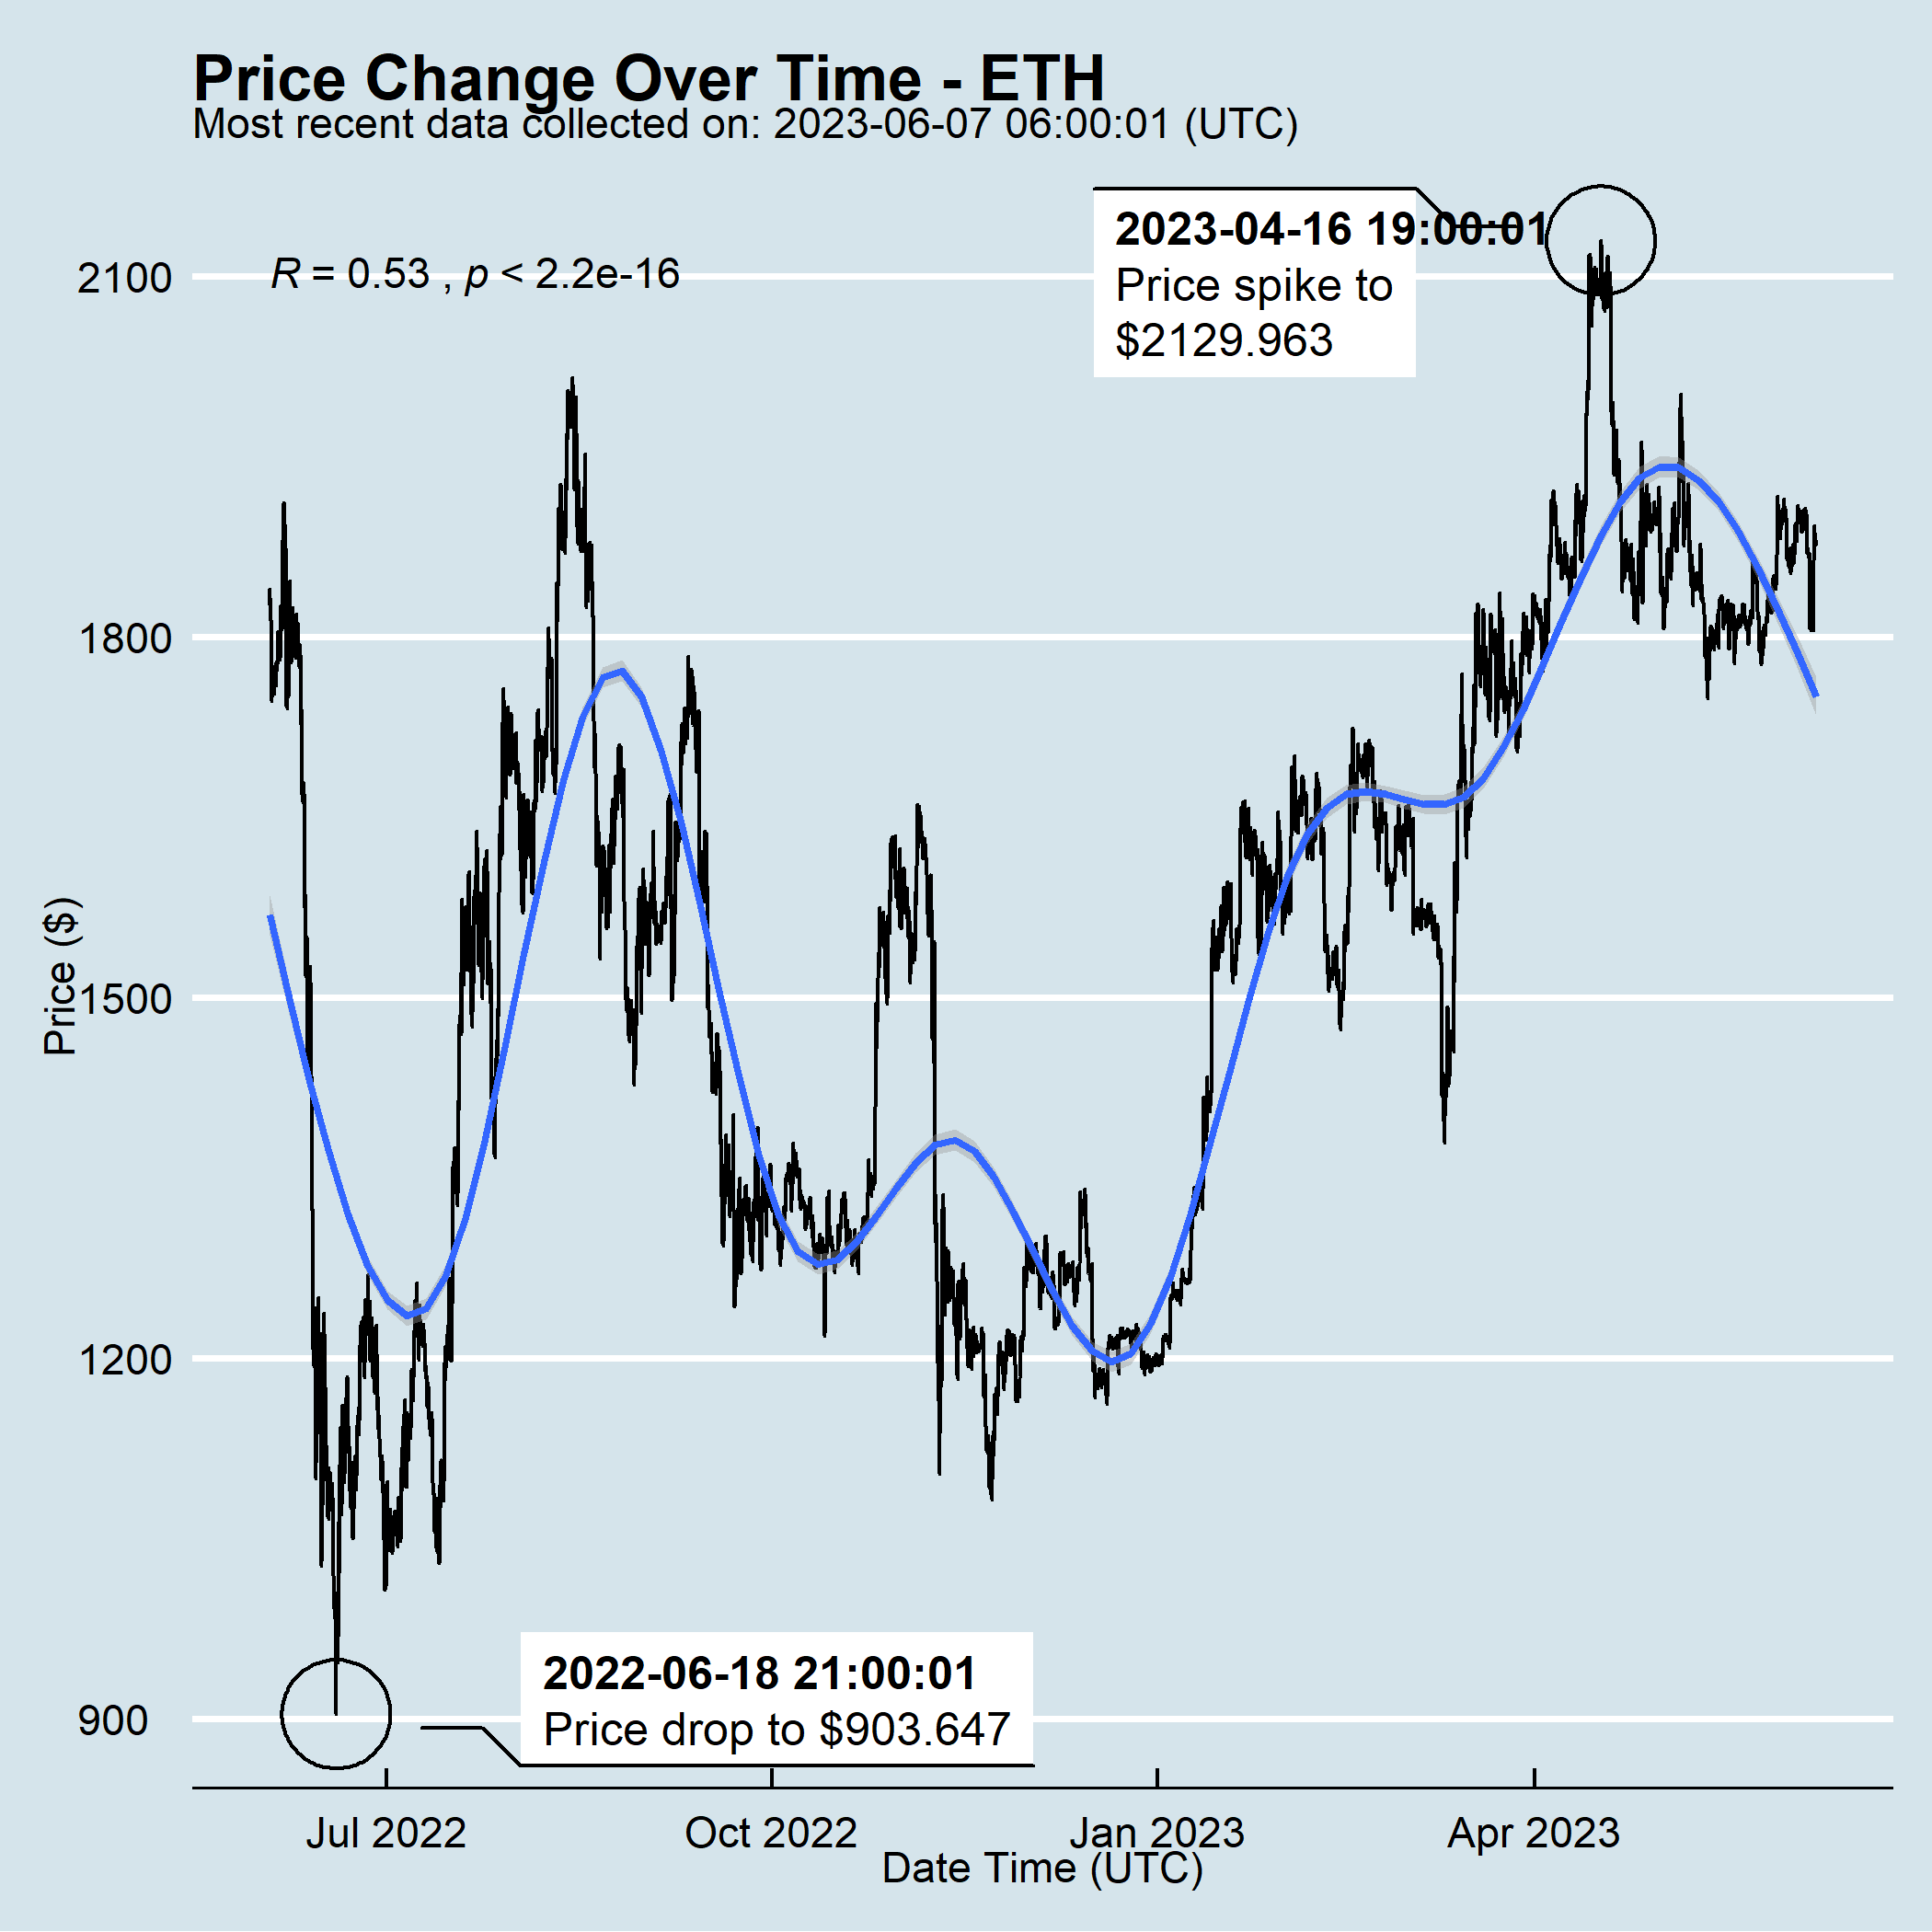 Price Change Over Time - ETH
Most recent data collected on: 2023-06-07 06:00:01 (UTC)
2023-04-16 19:00:01
Price spike to
$2129.963
R = 0.53 , p < 2.2e-16
2100
1800
1500
1200
900
Price ($)
2022-06-18 21:00:01
Price drop to $903.647
Jul 2022
Oct 2022
Jan 2023
Apr 2023
Date Time (UTC)